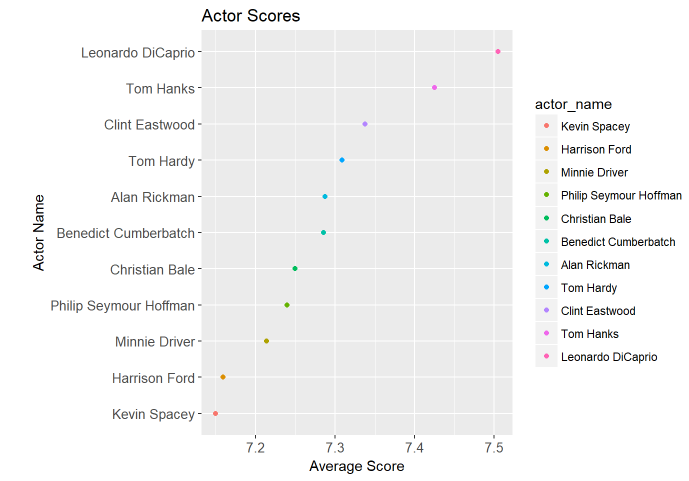 Actor Scores
Actor Name
Leonardo DiCaprio
Tom Hanks
Clint Eastwood
Tom Hardy
Alan Rickman
Benedict Cumberbatch
Christian Bale
Philip Seymour Hoffman
Minnie Driver
Harrison Ford
Kevin Spacey
7.2 7.3 7.4 7.5
Average Score
actor_name
Kevin Spacey
Harrison Ford
Minnie Driver
Philip Seymour Hoffman
Christian Bale
Benedict Cumberbatch
Alan Rickman
Tom Hardy
Clint Eastwood
Tom Hanks
Leonardo DiCaprio